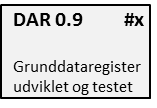 DAR 0.9 #x
Grunddataregister
udviklet og testet